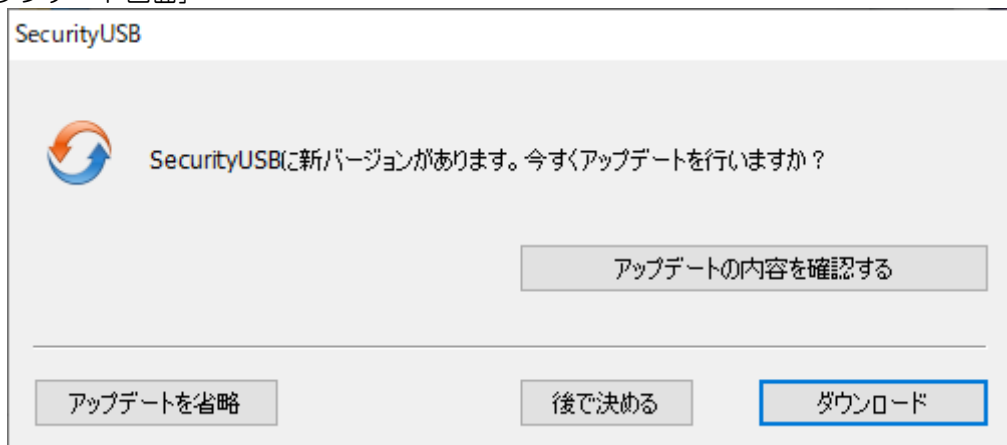 SecurityUSB
SecurityUSBに新バージョンがあります。今すぐアップデートを行いますか？
アップデートの内容を確認する
アップデートを省略
後で決める
ダウンロード